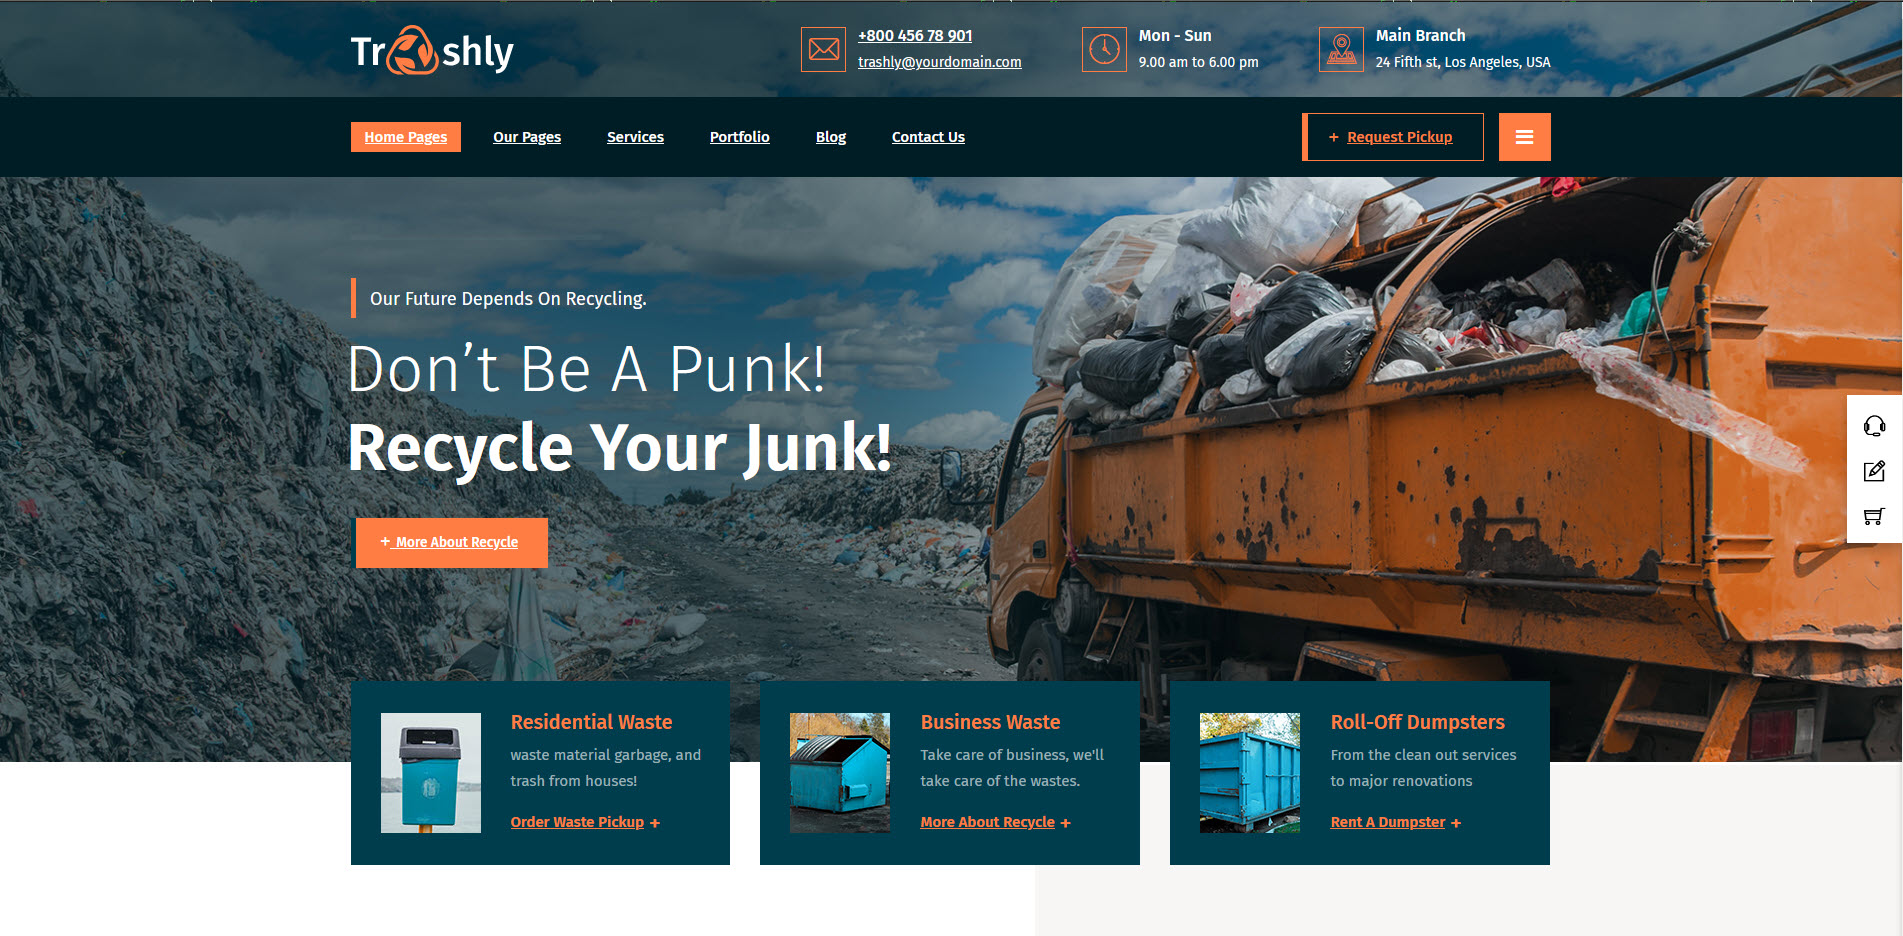 Trashly
+800 456 78 901
trashly@yourdomain.com
Mon - Sun
9.00 am to 6.00 pm
Main Branch
24 Fifth st, Los Angeles, USA
Home Pages
Our Pages
Services
Portfolio
Blog
Contact Us
+ Request Pickup
Our Future Depends On Recycling.
Don’t Be A Punk!
Recycle Your Junk!
+ More About Recycle
Residential Waste
waste material garbage, and
trash from houses!
Order Waste Pickup +
Business Waste
Take care of business, we'll
take care of the wastes.
More About Recycle +
Roll-Off Dumpsters
From the clean out services
to major renovations
Rent A Dumpster +